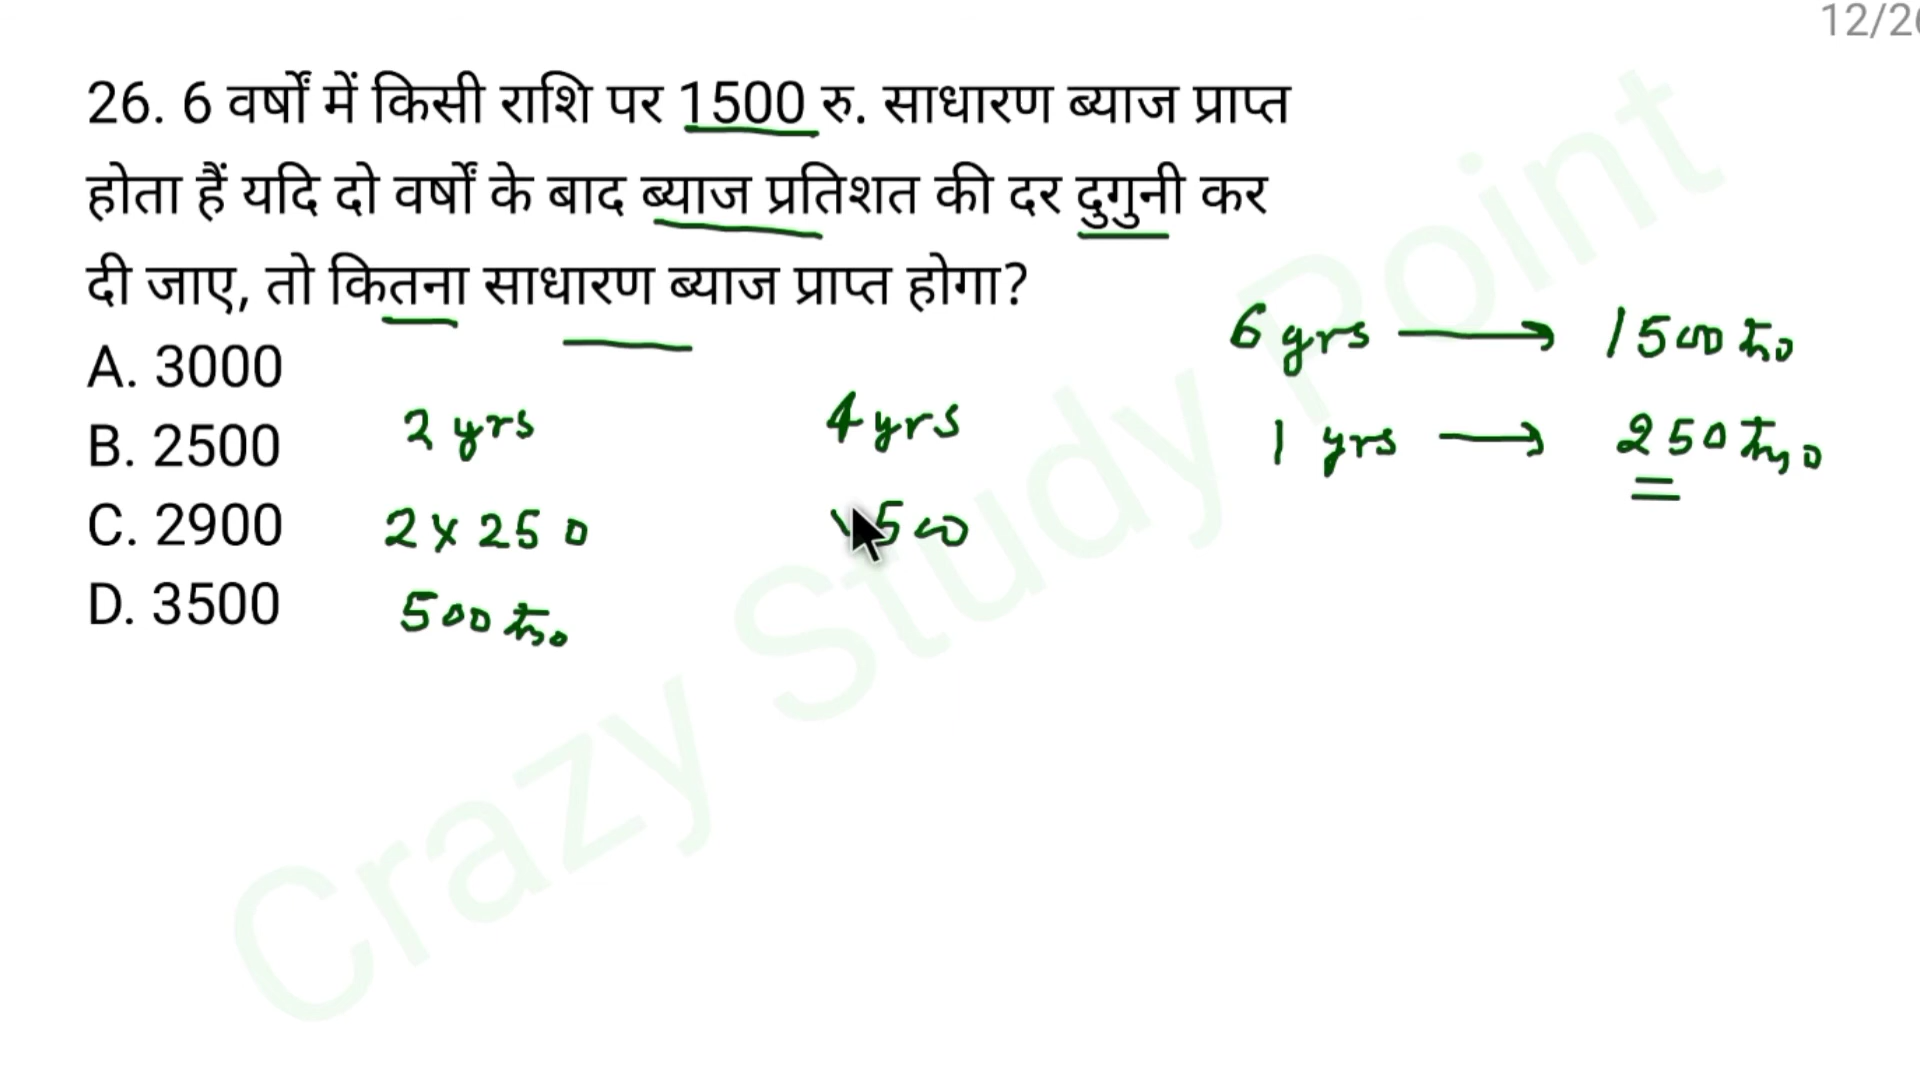 12/2
26. 6 वर्षों में किसी राशि पर 1500 रु. साधारण ब्याज प्राप्त
होता हैं यदि दो वर्षों के बाद ब्याज प्रतिशत की दर दुगुनी कर
दी जाए, तो कितना साधारण ब्याज प्राप्त होगा?
6 yrs → 1500 रू०
A. 3000
2 yrs 4 yrs 1 yrs → 250 रू०
B. 2500
C. 2900 2 x 250 500
D. 3500 500 रू०
Crazy Study Point